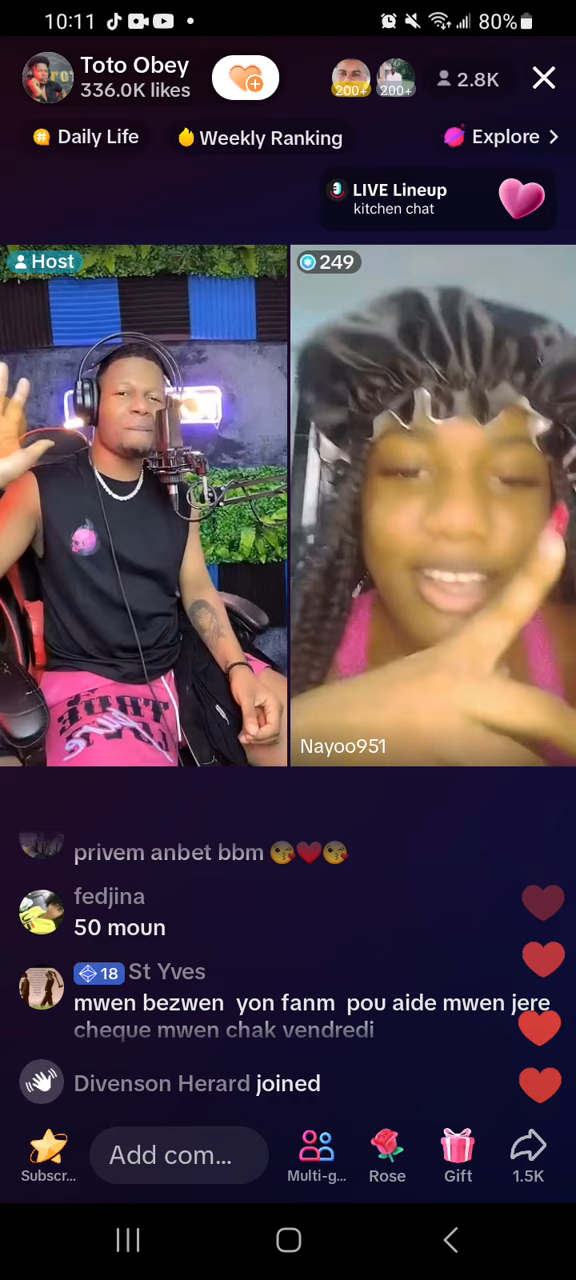 10:11
80%
Toto Obey
336.0K likes
200+
200+
2.8K
Daily Life
Weekly Ranking
Explore
LIVE Lineup
kitchen chat
Host
249
Nayoo951
privem anbet bbm 😘❤️😘
fedjina
50 moun
18 St Yves
mwen bezwen yon fanm pou aide mwen jere
cheque mwen chak vendredi
Divenson Herard joined
Subscr...
Add com...
Multi-g...
Rose
Gift
1.5K